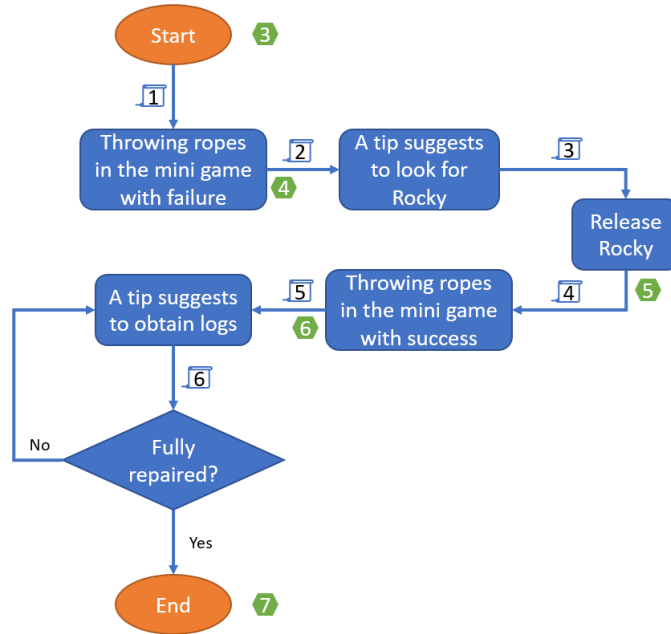 Start
3
1
Throwing ropes
in the mini game
with failure
2
4
A tip suggests
to look for
Rocky
3
Release
Rocky
5
4
Throwing ropes
in the mini game
with success
5
6
A tip suggests
to obtain logs
6
No
Fully
repaired?
Yes
End
7